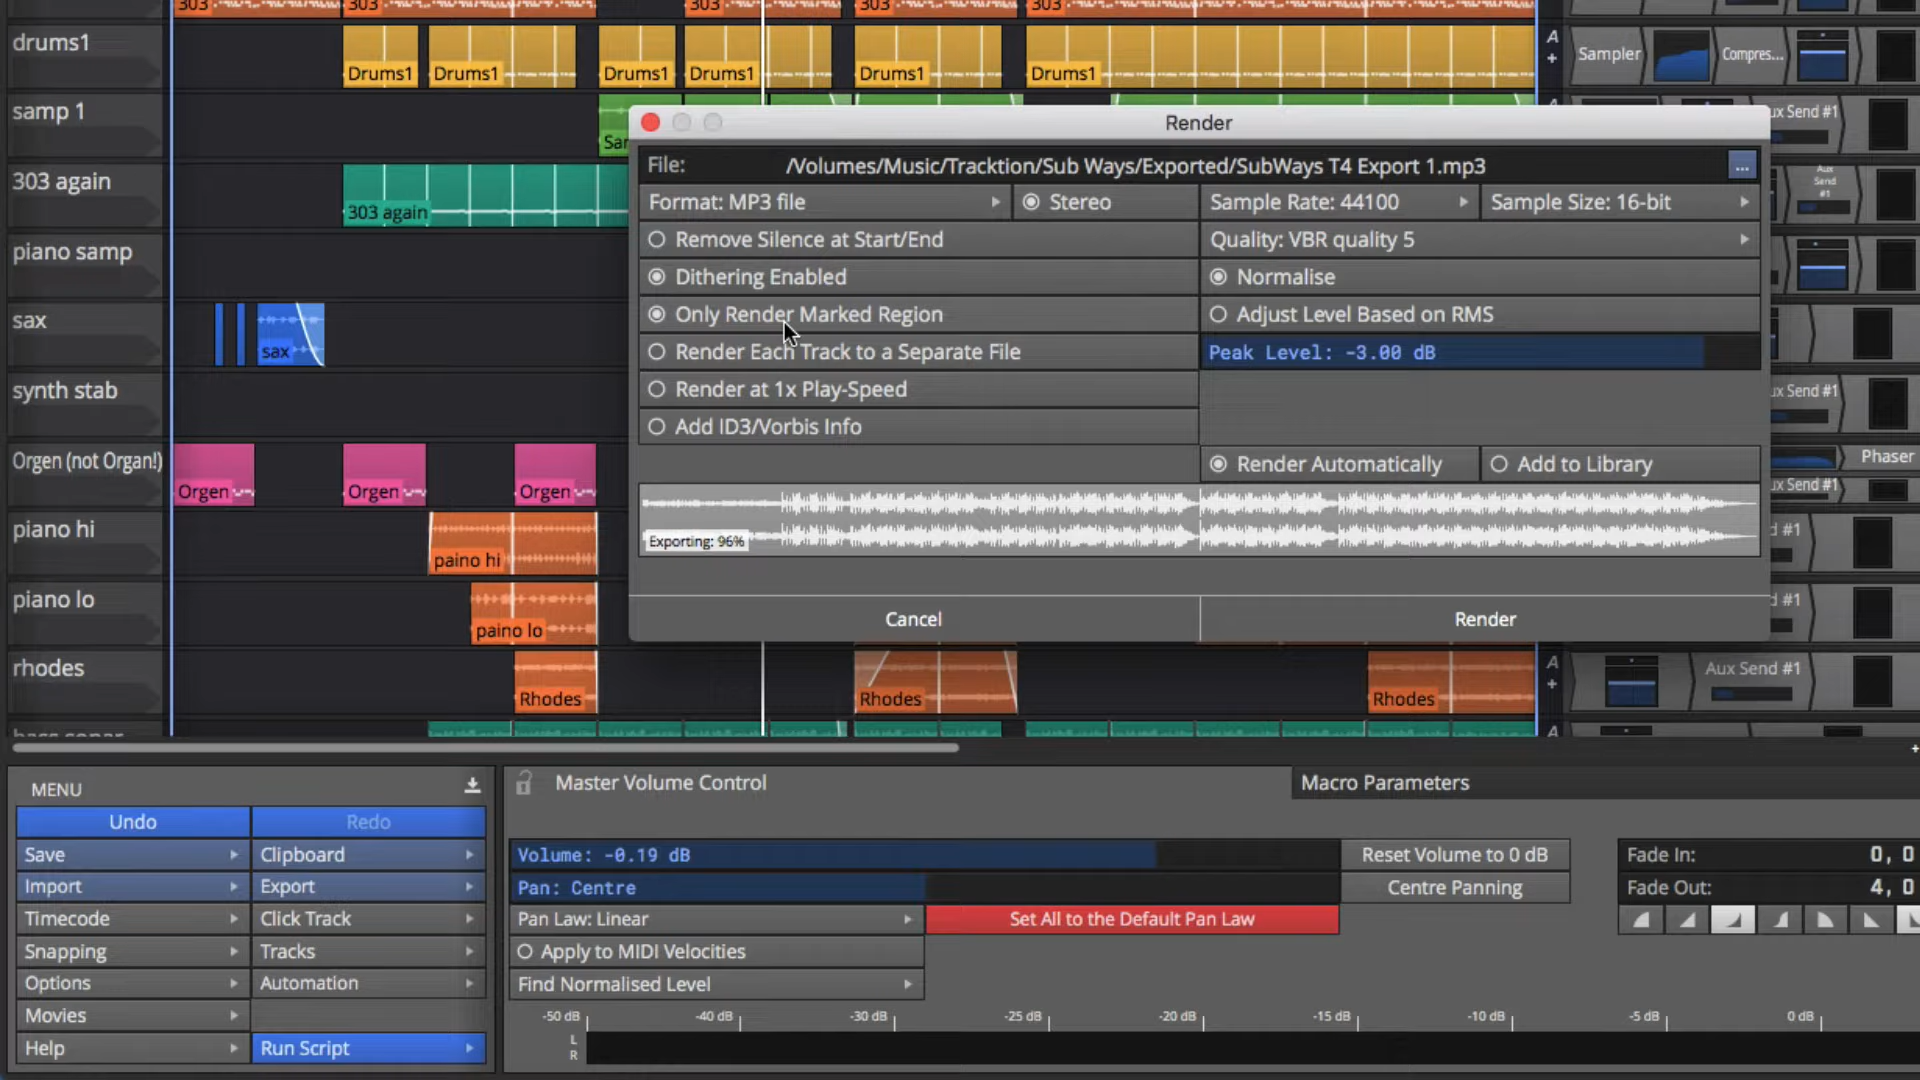 303 303 303 303 303
drums1
Drums1 Drums1 Drums1 Drums1 Drums1 Drums1
A
+
Sampler
Compres...
samp 1
A
ux Send #1
303 again
303 again
Aux Send #1
piano samp
sax
sax
synth stab
ux Send #1
Orgen (not Organ!)
Orgen Orgen Orgen
Phaser
ux Send #1
piano hi
paino hi
d #1
piano lo
paino lo
d #1
rhodes
Rhodes Rhodes Rhodes
A
+
Aux Send #1
A
+
Render
File: /Volumes/Music/Tracktion/Sub Ways/Exported/SubWays T4 Export 1.mp3 ...
Format: MP3 file Stereo Sample Rate: 44100 Sample Size: 16-bit
Remove Silence at Start/End Quality: VBR quality 5
Dithering Enabled Normalise
Only Render Marked Region Adjust Level Based on RMS
Render Each Track to a Separate File Peak Level: -3.00 dB
Render at 1x Play-Speed
Add ID3/Vorbis Info
Render Automatically Add to Library
Exporting: 96%
Cancel Render
MENU
Undo Redo
Save Clipboard
Import Export
Timecode Click Track
Snapping Tracks
Options Automation
Movies
Help Run Script
Master Volume Control Macro Parameters
Volume: -0.19 dB Reset Volume to 0 dB
Pan: Centre Centre Panning
Pan Law: Linear Set All to the Default Pan Law
Apply to MIDI Velocities
Find Normalised Level
Fade In: 0, 0
Fade Out: 4, 0
-50 dB -40 dB -30 dB -25 dB -20 dB -15 dB -10 dB -5 dB 0 dB
L
R